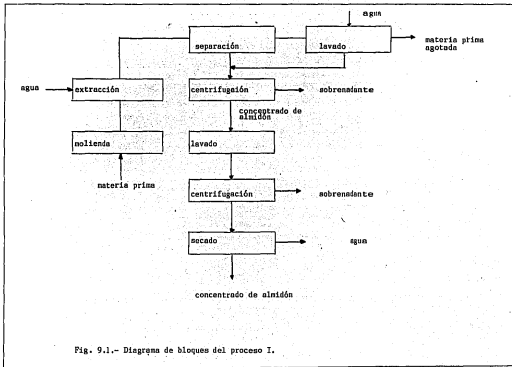 agua
separación
lavado
materia prima
agotada
agua
extracción
centrifugación
sobrenadante
concentrado de
almidón
molienda
lavado
materia prima
centrifugación
sobrenadante
secado
agua
concentrado de almidón
Fig. 9.1.- Diagrama de bloques del proceso I.